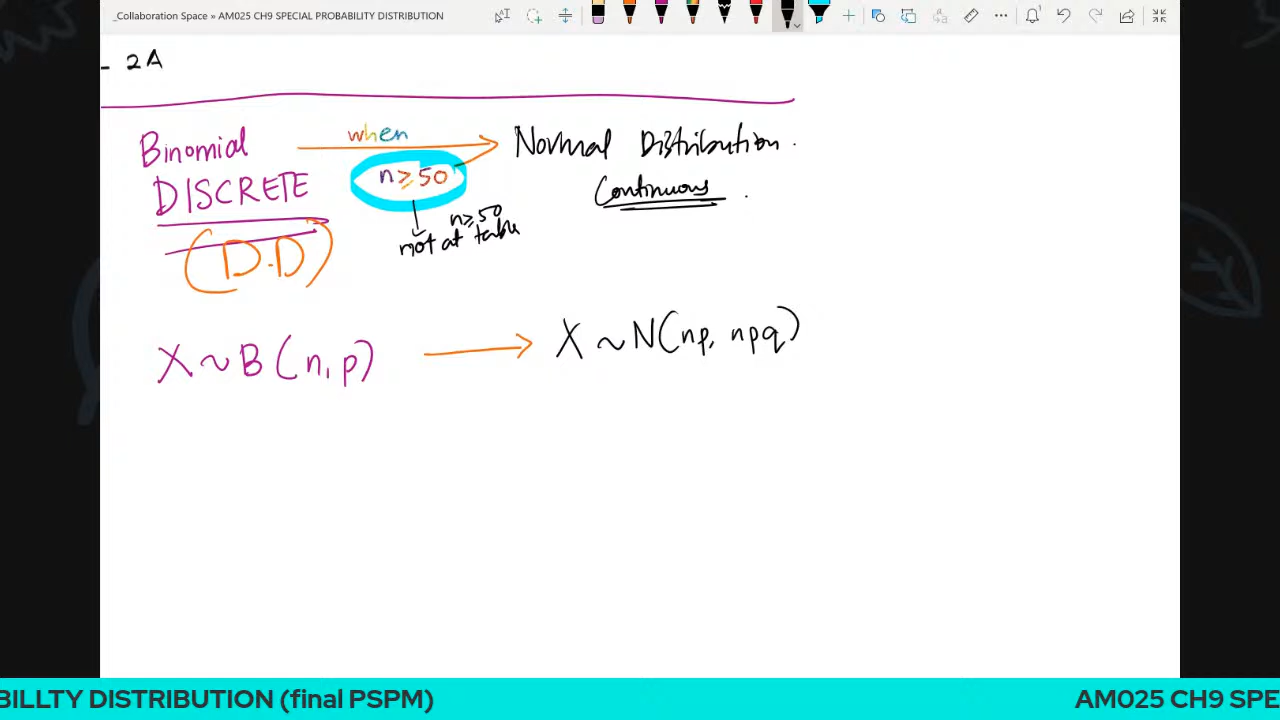 _Collaboration Space » AM025 CH9 SPECIAL PROBABILITY DISTRIBUTION
- 2A
Binomial when Normal Distribution.
DISCRETE n ≥ 50 Continuous.
(D.D) n ≥ 50
not at table
X ~ B (n, p) X ~ N (np, npq)
BILLTY DISTRIBUTION (final PSPM) AM025 CH9 SPE